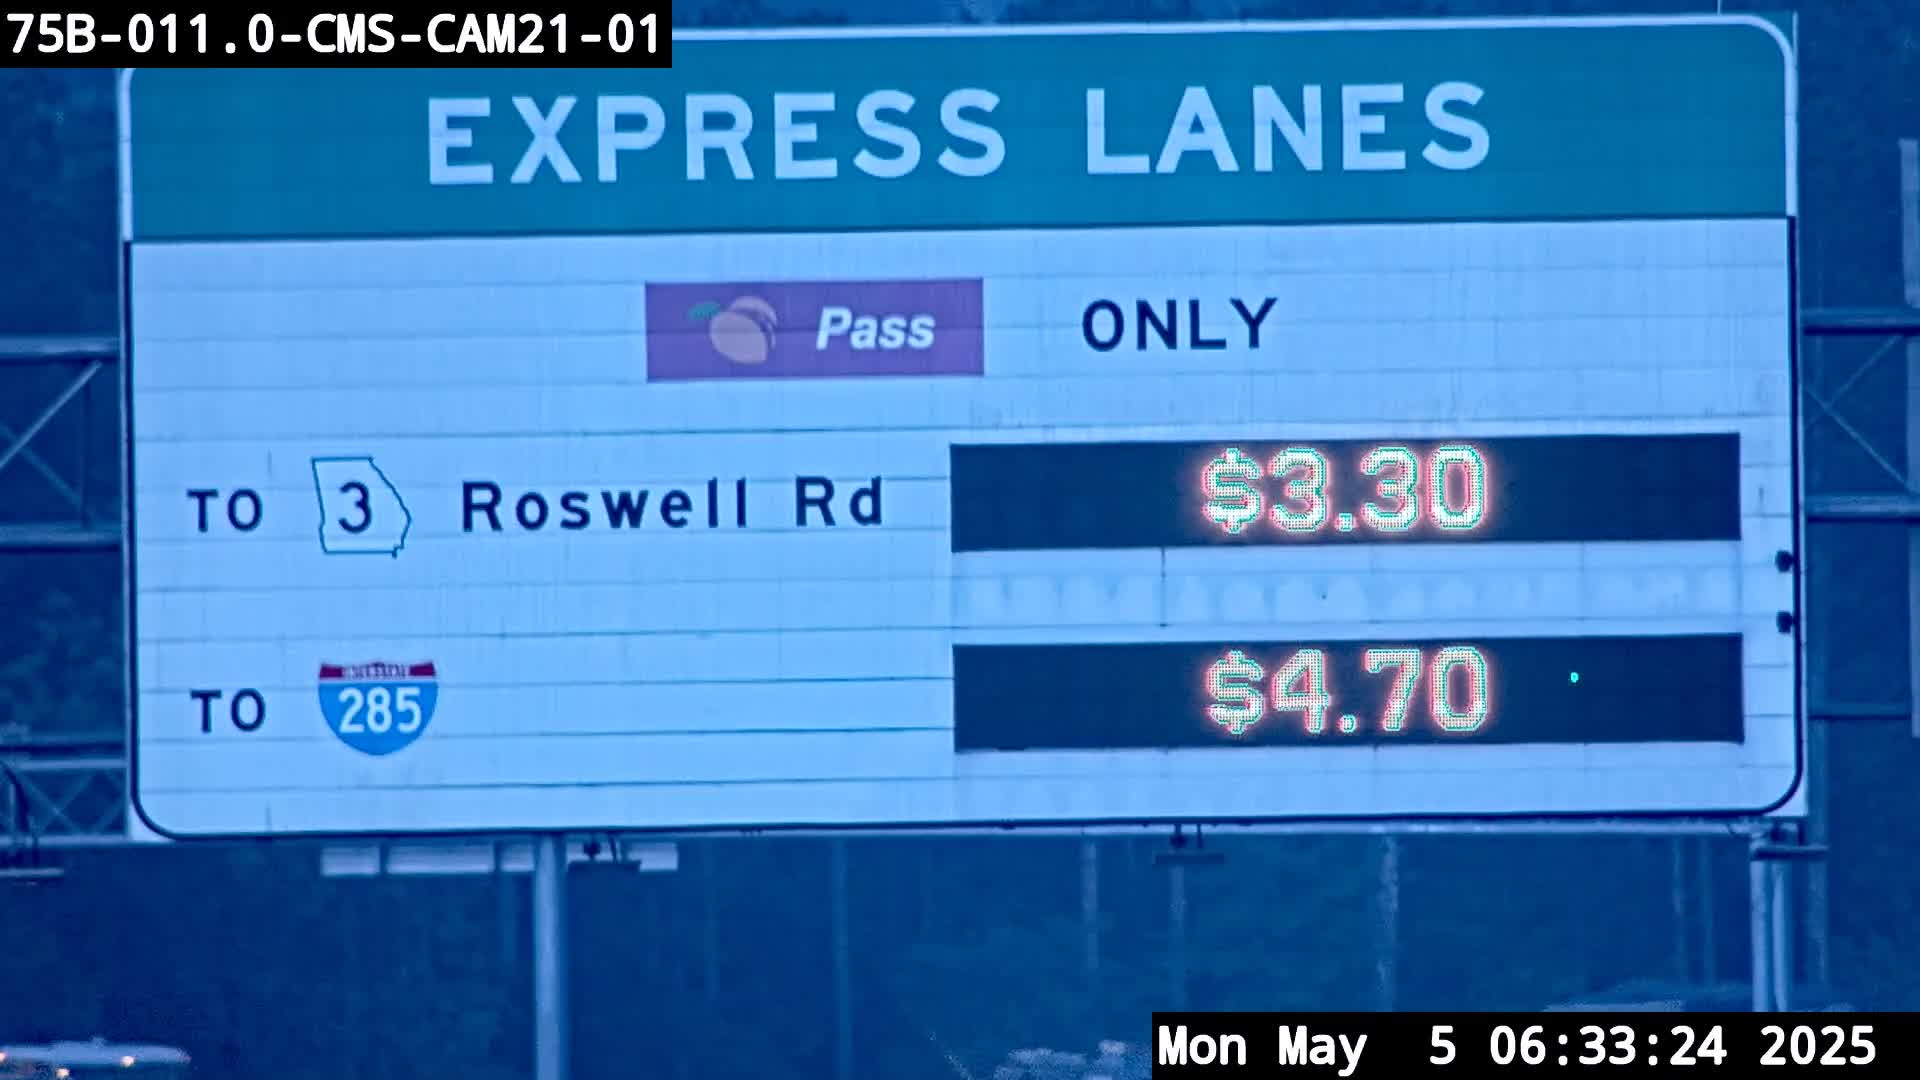 75B-011.0-CMS-CAM21-01
EXPRESS LANES
Pass ONLY
TO 3 Roswell Rd $3.30
INTERSTATE
TO 285 $4.70
Mon May 5 06:33:24 2025